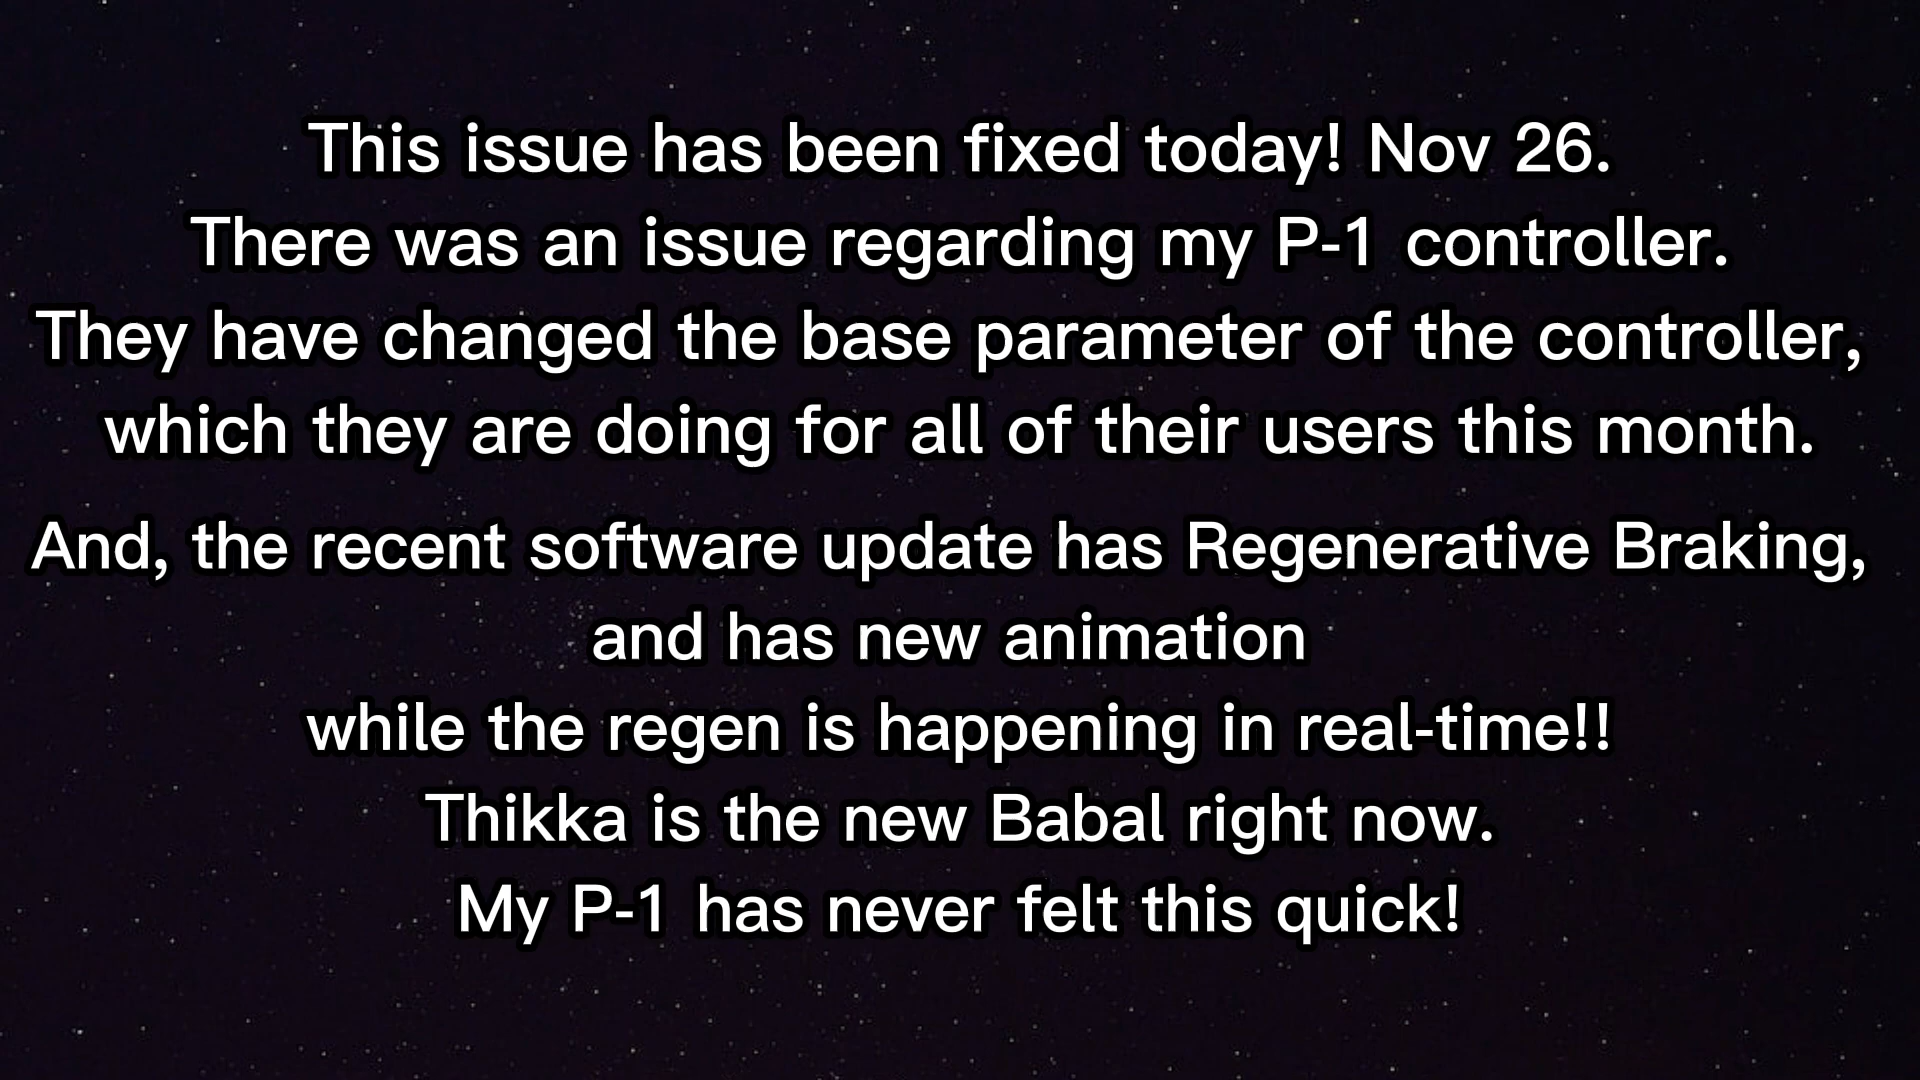 This issue has been fixed today! Nov 26.
There was an issue regarding my P-1 controller.
They have changed the base parameter of the controller,
which they are doing for all of their users this month.
And, the recent software update has Regenerative Braking,
and has new animation
while the regen is happening in real-time!!
Thikka is the new Babal right now.
My P-1 has never felt this quick!